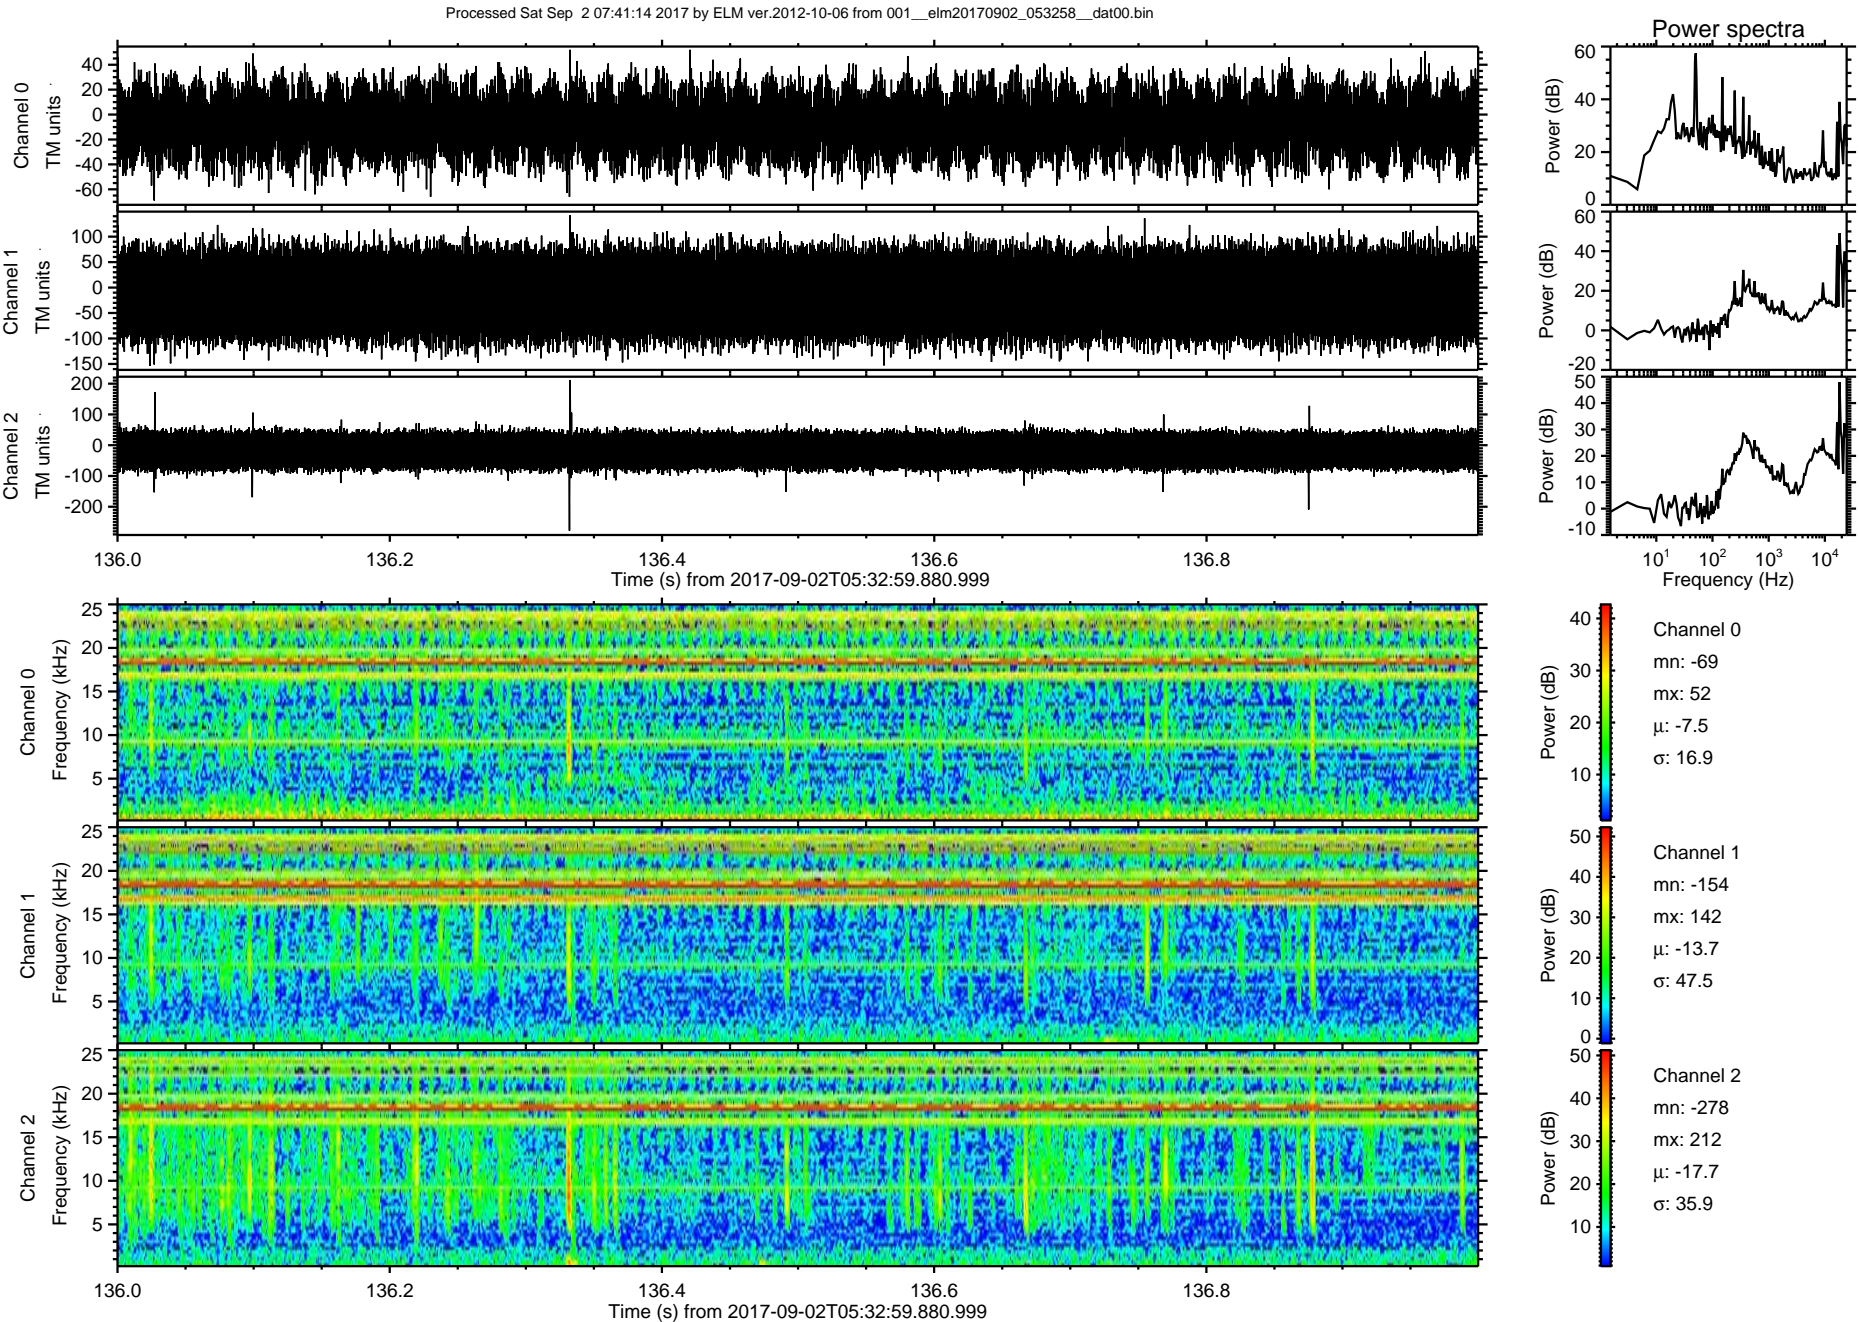 Processed Sat Sep 2 07:41:14 2017 by ELM ver.2012-10-06 from 001__elm20170902_053258__dat00.bin
Power spectra
Channel 0
TM units
40
20
0
-20
-40
-60
Power (dB)
60
40
20
0
Channel 1
TM units
100
50
0
-50
-100
-150
Power (dB)
60
40
20
0
-20
Channel 2
TM units
200
100
0
-100
-200
Power (dB)
50
40
30
20
10
0
-10
136.0 136.2 136.4 136.6 136.8
Time (s) from 2017-09-02T05:32:59.880.999
10^1 10^2 10^3 10^4
Frequency (Hz)
Channel 0
Frequency (kHz)
25
20
15
10
5
Power (dB)
40
30
20
10
Channel 0
mn: -69
mx: 52
μ: -7.5
σ: 16.9
Channel 1
Frequency (kHz)
25
20
15
10
5
Power (dB)
50
40
30
20
10
0
Channel 1
mn: -154
mx: 142
μ: -13.7
σ: 47.5
Channel 2
Frequency (kHz)
25
20
15
10
5
Power (dB)
50
40
30
20
10
Channel 2
mn: -278
mx: 212
μ: -17.7
σ: 35.9
136.0 136.2 136.4 136.6 136.8
Time (s) from 2017-09-02T05:32:59.880.999